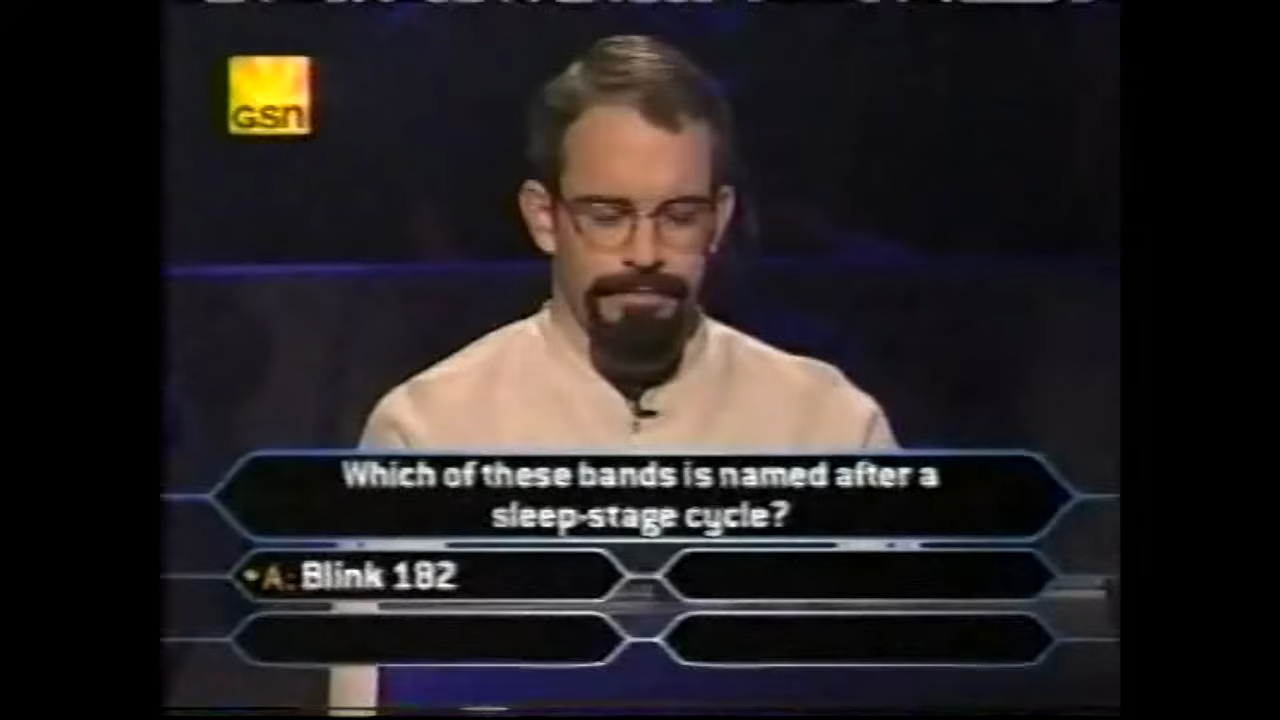 GSN
Which of these bands is named after a
sleep-stage cycle?
A: Blink 182